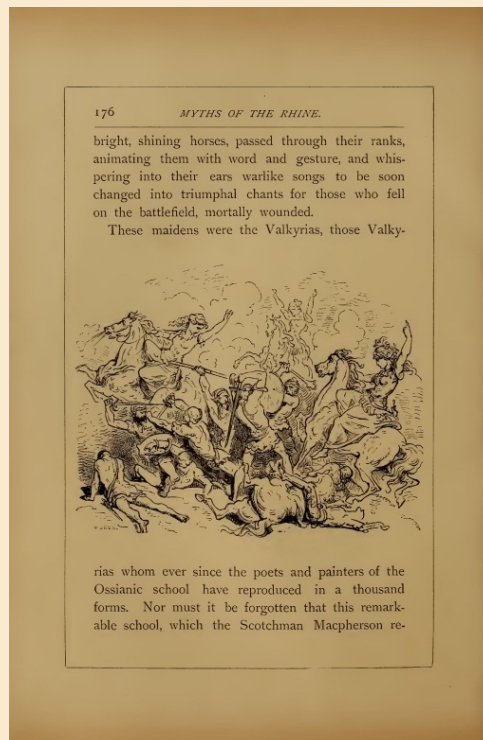 176
MYTHS OF THE RHINE.
bright, shining horses, passed through their ranks,
animating them with word and gesture, and whis-
pering into their ears warlike songs to be soon
changed into triumphal chants for those who fell
on the battlefield, mortally wounded.
These maidens were the Valkyrias, those Valky-
rias whom ever since the poets and painters of the
Ossianic school have reproduced in a thousand
forms. Nor must it be forgotten that this remark-
able school, which the Scotchman Macpherson re-